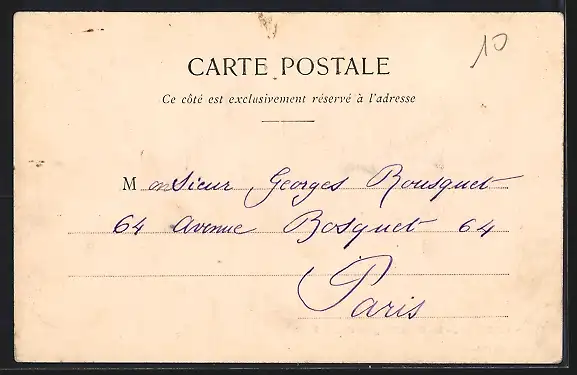 10
CARTE POSTALE
Ce côté est exclusivement réservé à l'adresse
Monsieur Georges Bousquet
64 avenue Bosquet 64
Paris